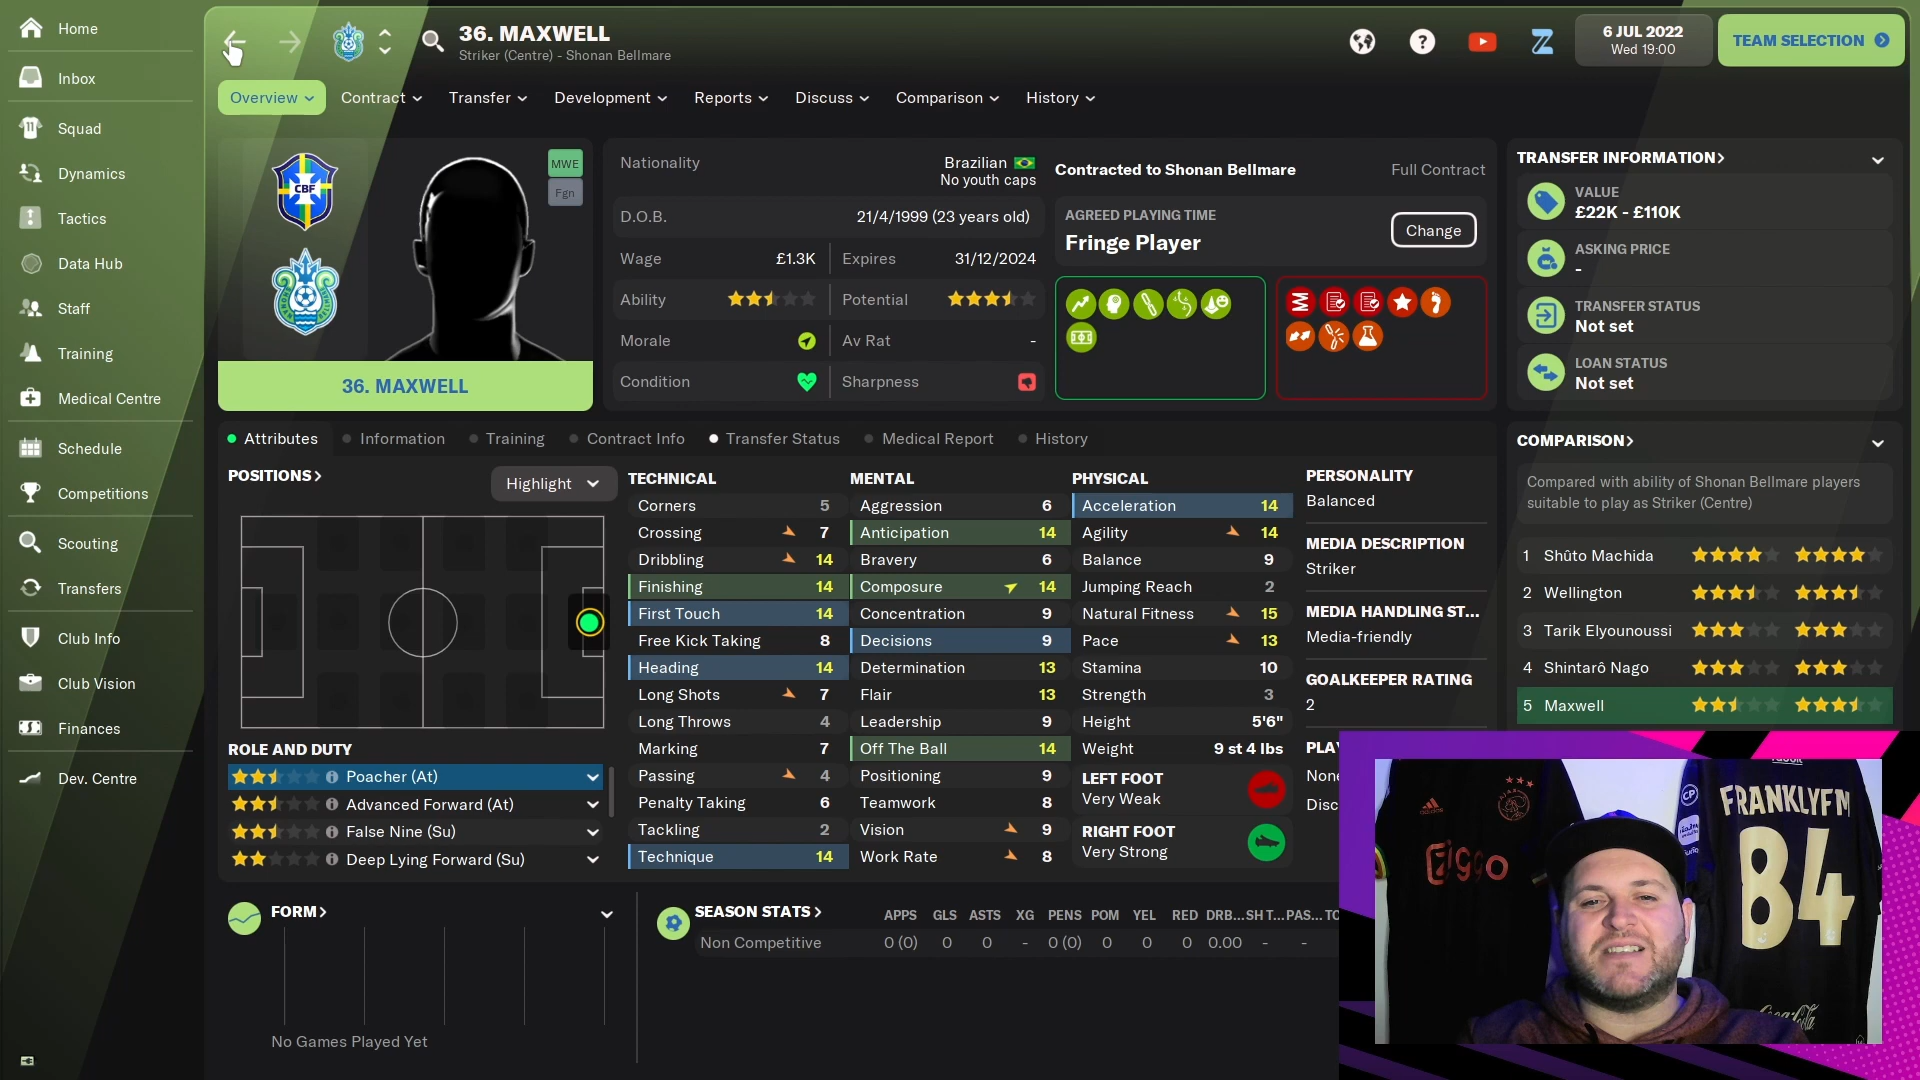 Home
Inbox
Squad
Dynamics
Tactics
Data Hub
Staff
Training
Medical Centre
Schedule
Competitions
Scouting
Transfers
Club Info
Club Vision
Finances
Dev. Centre
36. MAXWELL
Striker (Centre) - Shonan Bellmare
6 JUL 2022
Wed 19:00
TEAM SELECTION
Overview Contract Transfer Development Reports Discuss Comparison History
CBF
MWE
Fgn
36. MAXWELL
Nationality Brazilian
No youth caps
D.O.B. 21/4/1999 (23 years old)
Wage £1.3K Expires 31/12/2024
Ability Potential
Morale Av Rat -
Condition Sharpness
Contracted to Shonan Bellmare Full Contract
AGREED PLAYING TIME
Fringe Player
Change
TRANSFER INFORMATION
VALUE
£22K - £110K
ASKING PRICE
-
TRANSFER STATUS
Not set
LOAN STATUS
Not set
Attributes Information Training Contract Info Transfer Status Medical Report History
POSITIONS
Highlight
ROLE AND DUTY
Poacher (At)
Advanced Forward (At)
False Nine (Su)
Deep Lying Forward (Su)
TECHNICAL
Corners 5
Crossing 7
Dribbling 14
Finishing 14
First Touch 14
Free Kick Taking 8
Heading 14
Long Shots 7
Long Throws 4
Marking 7
Passing 4
Penalty Taking 6
Tackling 2
Technique 14
MENTAL
Aggression 6
Anticipation 14
Bravery 6
Composure 14
Concentration 9
Decisions 9
Determination 13
Flair 13
Leadership 9
Off The Ball 14
Positioning 9
Teamwork 8
Vision 9
Work Rate 8
PHYSICAL
Acceleration 14
Agility 14
Balance 9
Jumping Reach 2
Natural Fitness 15
Pace 13
Stamina 10
Strength 3
Height 5'6"
Weight 9 st 4 lbs
LEFT FOOT
Very Weak
RIGHT FOOT
Very Strong
PERSONALITY
Balanced
MEDIA DESCRIPTION
Striker
MEDIA HANDLING ST...
Media-friendly
GOALKEEPER RATING
2
PLAY
None
Disc
COMPARISON
Compared with ability of Shonan Bellmare players
suitable to play as Striker (Centre)
1 Shûto Machida
2 Wellington
3 Tarik Elyounoussi
4 Shintarô Nago
5 Maxwell
FORM
No Games Played Yet
SEASON STATS APPS GLS ASTS XG PENS POM YEL RED DRB... SH T... PAS... TC
Non Competitive 0 (0) 0 0 - 0 (0) 0 0 0 0.00 - -
adidas
Ziggo
CP
FRANKLYFM
84
Coca-Cola